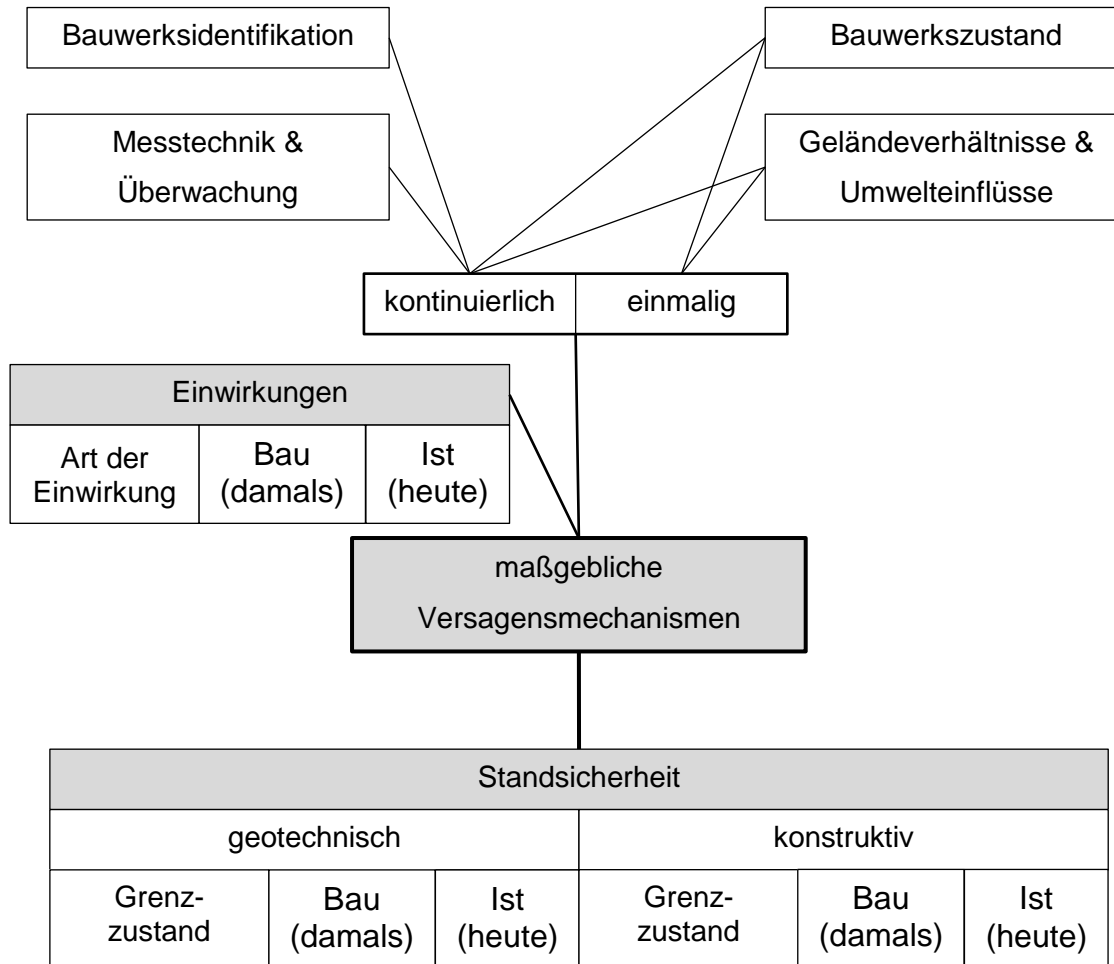 Bauwerksidentifikation
Bauwerkszustand
Messtechnik &
Überwachung
Geländeverhältnisse &
Umwelteinflüsse
kontinuierlich
einmalig
Einwirkungen
Art der
Einwirkung
Bau
(damals)
Ist
(heute)
maßgebliche
Versagensmechanismen
Standsicherheit
geotechnisch
konstruktiv
Grenz-
zustand
Bau
(damals)
Ist
(heute)
Grenz-
zustand
Bau
(damals)
Ist
(heute)